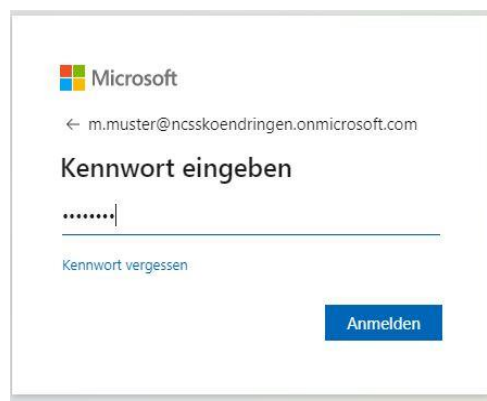 Microsoft
← m.muster@ncsskoendringen.onmicrosoft.com
Kennwort eingeben
••••••••
Kennwort vergessen
Anmelden